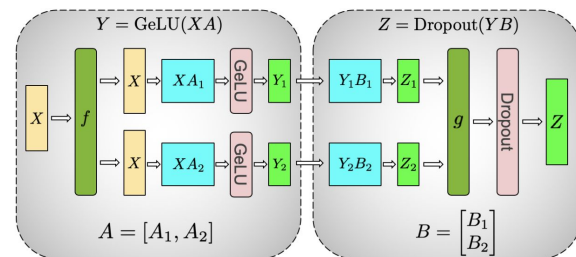 Y = GeLU(XA)
Z = Dropout(YB)
X
f
X
XA₁
GeLU
Y₁
Y₁B₁
Z₁
X
XA₂
GeLU
Y₂
Y₂B₂
Z₂
g
Dropout
Z
A = [A₁, A₂]
B = [B₁
B₂]